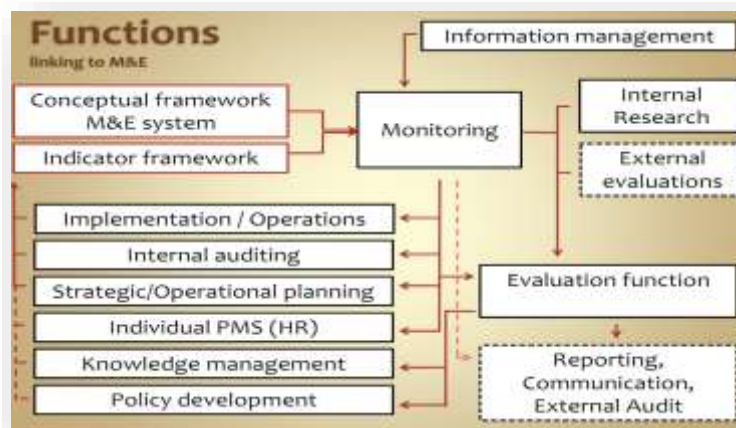 Functions
linking to M&E
Information management
Conceptual framework
M&E system
Indicator framework
Monitoring
Internal
Research
External
evaluations
Implementation / Operations
Internal auditing
Strategic/Operational planning
Individual PMS (HR)
Knowledge management
Policy development
Evaluation function
Reporting,
Communication,
External Audit